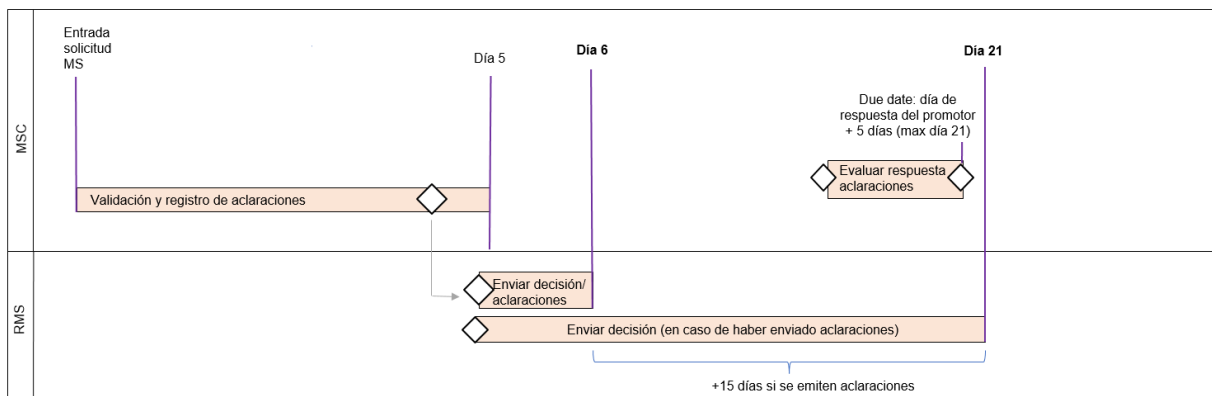 Entrada
solicitud
MS
Día 5
Día 6
Día 21
MSC
Due date: día de
respuesta del promotor
+ 5 días (max día 21)
Evaluar respuesta
aclaraciones
Validación y registro de aclaraciones
RMS
Enviar decisión/
aclaraciones
Enviar decisión (en caso de haber enviado aclaraciones)
+15 días si se emiten aclaraciones